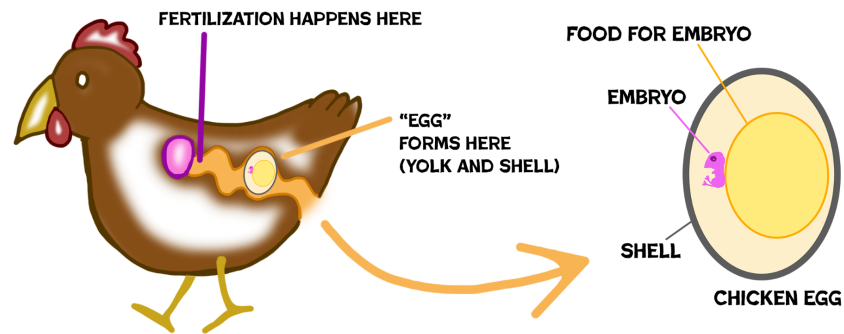 FERTILIZATION HAPPENS HERE
“EGG”
FORMS HERE
(YOLK AND SHELL)
FOOD FOR EMBRYO
EMBRYO
SHELL
CHICKEN EGG